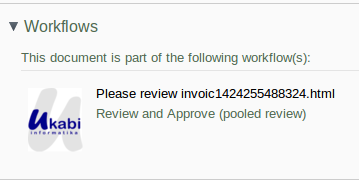 Workflows
This document is part of the following workflow(s):
Please review invoic1424255488324.html
Review and Approve (pooled review)
Ukabi
informatika